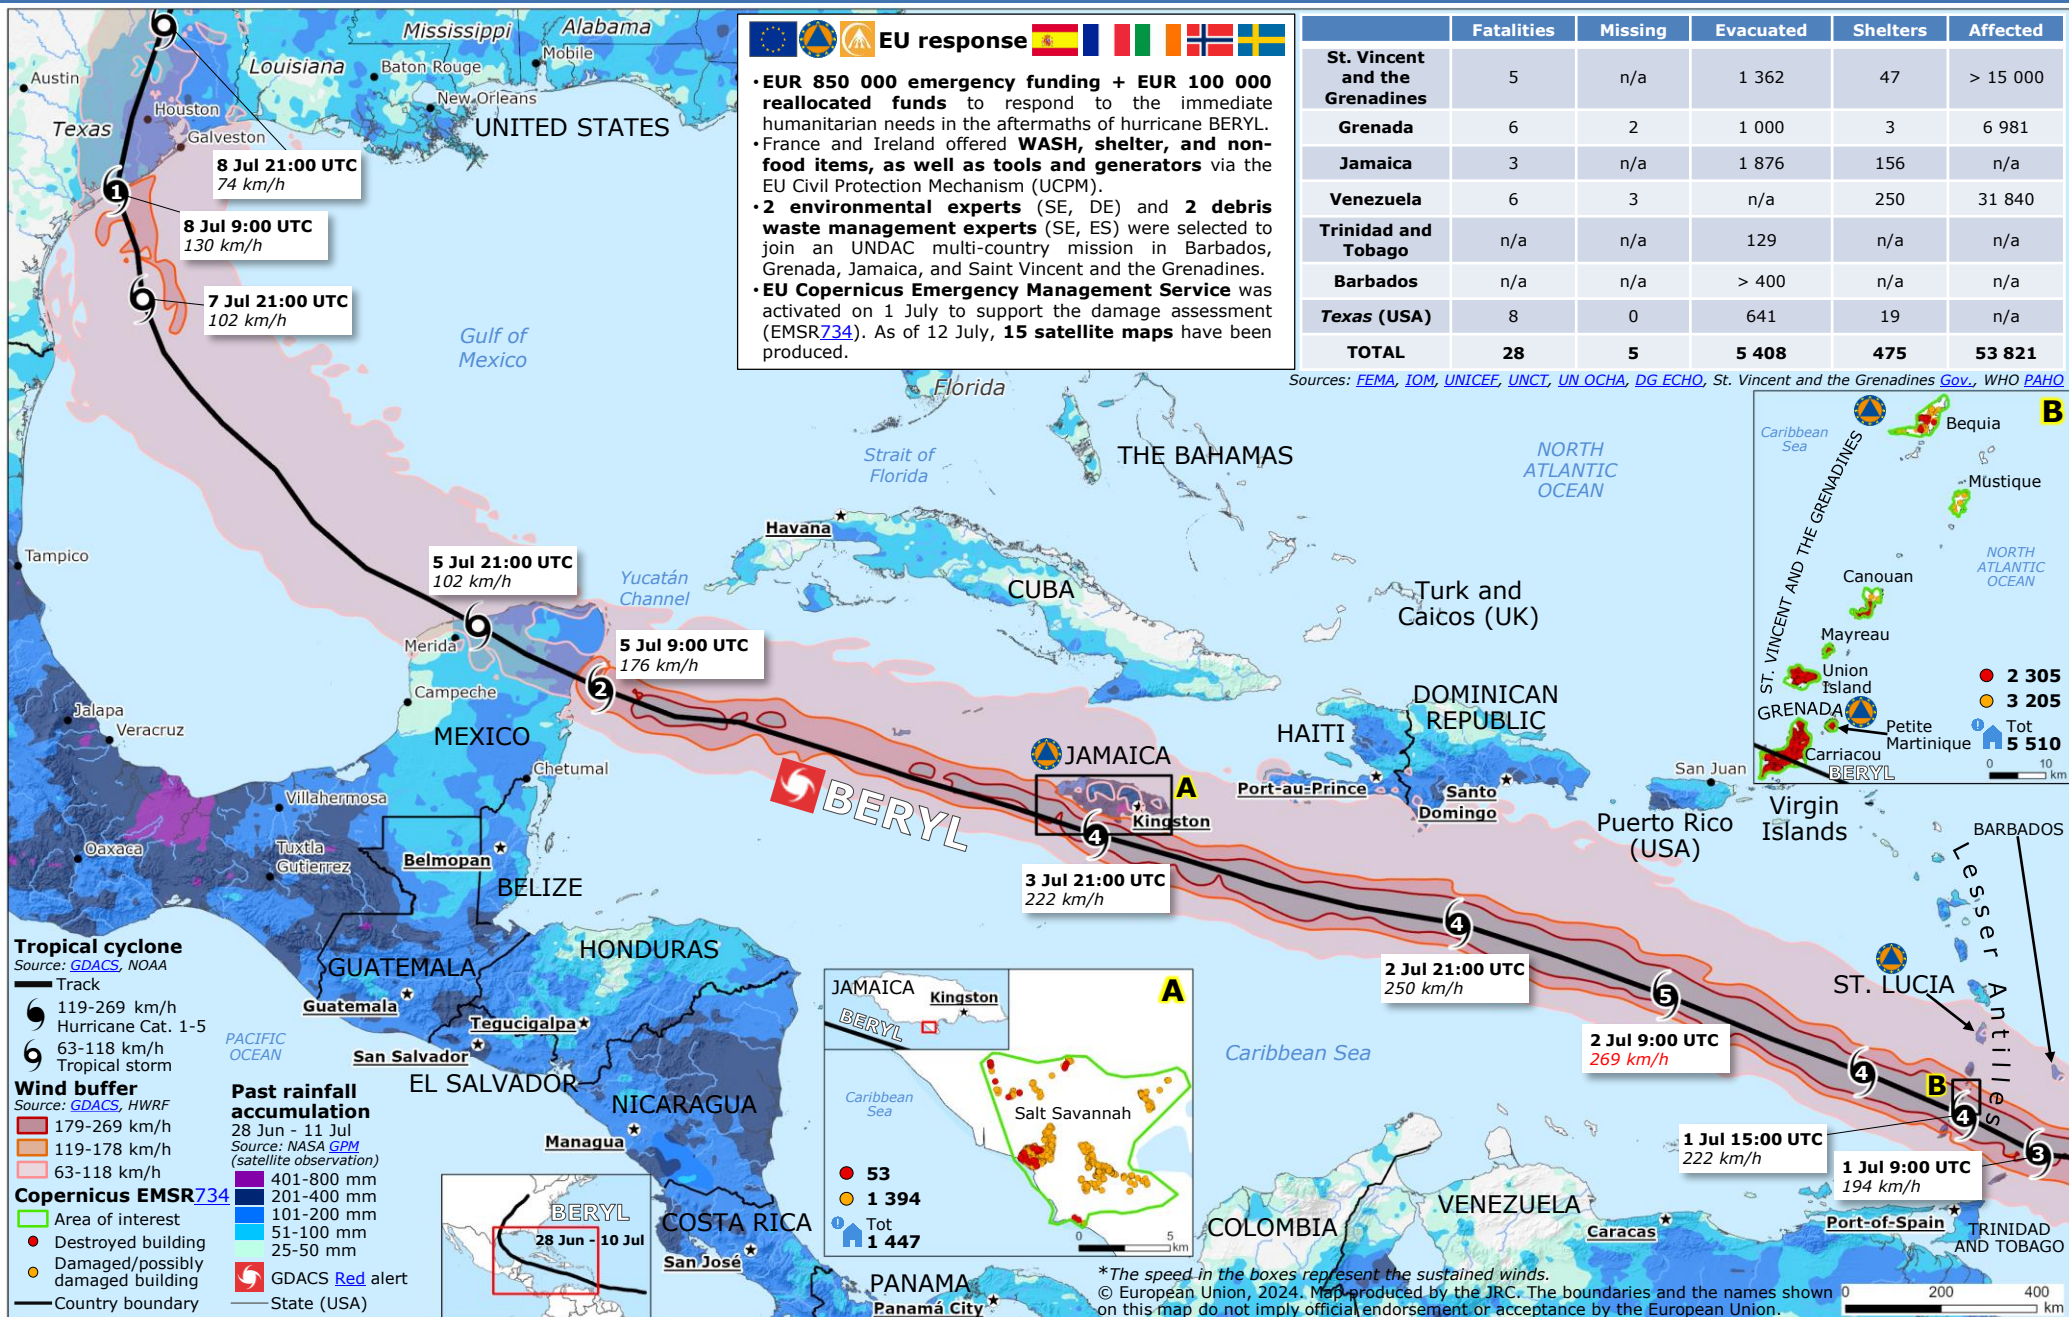 EU response
•EUR 850 000 emergency funding + EUR 100 000
reallocated funds to respond to the immediate
humanitarian needs in the aftermaths of hurricane BERYL.
•France and Ireland offered WASH, shelter, and non-
food items, as well as tools and generators via the
EU Civil Protection Mechanism (UCPM).
•2 environmental experts (SE, DE) and 2 debris
waste management experts (SE, ES) were selected to
join an UNDAC multi-country mission in Barbados,
Grenada, Jamaica, and Saint Vincent and the Grenadines.
•EU Copernicus Emergency Management Service was
activated on 1 July to support the damage assessment
(EMSR734). As of 12 July, 15 satellite maps have been
produced.
Fatalities Missing Evacuated Shelters Affected
St. Vincent
and the
Grenadines
5 n/a 1 362 47 > 15 000
Grenada 6 2 1 000 3 6 981
Jamaica 3 n/a 1 876 156 n/a
Venezuela 6 3 n/a 250 31 840
Trinidad and
Tobago
n/a n/a 129 n/a n/a
Barbados n/a n/a > 400 n/a n/a
Texas (USA) 8 0 641 19 n/a
TOTAL 28 5 5 408 475 53 821
Sources: FEMA, IOM, UNICEF, UNCT, UN OCHA, DG ECHO, St. Vincent and the Grenadines Gov., WHO PAHO
Mississippi
Alabama
Louisiana
Mobile
Baton Rouge
Austin
New Orleans
Houston
Texas
UNITED STATES
Galveston
8 Jul 21:00 UTC
74 km/h
1
8 Jul 9:00 UTC
130 km/h
7 Jul 21:00 UTC
102 km/h
Gulf of
Mexico
Florida
Strait of
Florida
THE BAHAMAS
NORTH
ATLANTIC
OCEAN
Havana
Tampico
5 Jul 21:00 UTC
102 km/h
Yucatán
Channel
CUBA
Turk and
Caicos (UK)
Merida
5 Jul 9:00 UTC
176 km/h
2
Campeche
Jalapa
Veracruz
MEXICO
Chetumal
Villahermosa
Oaxaca
Tuxtla
Gutierrez
Belmopan
BELIZE
BERYL
JAMAICA
A
Kingston
4
3 Jul 21:00 UTC
222 km/h
HAITI
DOMINICAN
REPUBLIC
Port-au-Prince
Santo
Domingo
San Juan
Puerto Rico
(USA)
Virgin
Islands
BARBADOS
Lesser Antilles
ST. LUCIA
4
2 Jul 21:00 UTC
250 km/h
5
2 Jul 9:00 UTC
269 km/h
4
B
4
1 Jul 15:00 UTC
222 km/h
3
1 Jul 9:00 UTC
194 km/h
Caribbean Sea
HONDURAS
GUATEMALA
Guatemala
Tegucigalpa
San Salvador
EL SALVADOR
NICARAGUA
Managua
PACIFIC
OCEAN
COSTA RICA
San José
PANAMA
Panamá City
COLOMBIA
VENEZUELA
Caracas
Port-of-Spain
TRINIDAD
AND TOBAGO
B
Caribbean
Sea
Bequia
Mustique
NORTH
ATLANTIC
OCEAN
Canouan
Mayreau
Union
Island
ST. VINCENT AND THE GRENADINES
GRENADA
Petite
Martinique
Carriacou
BERYL
2 305
3 205
Tot
5 510
0 10
km
A
JAMAICA
Kingston
BERYL
Caribbean
Sea
Salt Savannah
53
1 394
Tot
1 447
0 5
km
Tropical cyclone
Source: GDACS, NOAA
Track
119-269 km/h
Hurricane Cat. 1-5
63-118 km/h
Tropical storm
Wind buffer
Source: GDACS, HWRF
179-269 km/h
119-178 km/h
63-118 km/h
Copernicus EMSR734
Area of interest
Destroyed building
Damaged/possibly
damaged building
Country boundary
Past rainfall
accumulation
28 Jun - 11 Jul
Source: NASA GPM
(satellite observation)
401-800 mm
201-400 mm
101-200 mm
51-100 mm
25-50 mm
GDACS Red alert
State (USA)
BERYL
28 Jun - 10 Jul
*The speed in the boxes represent the sustained winds.
© European Union, 2024. Map produced by the JRC. The boundaries and the names shown
on this map do not imply official endorsement or acceptance by the European Union.
0 200 400
km